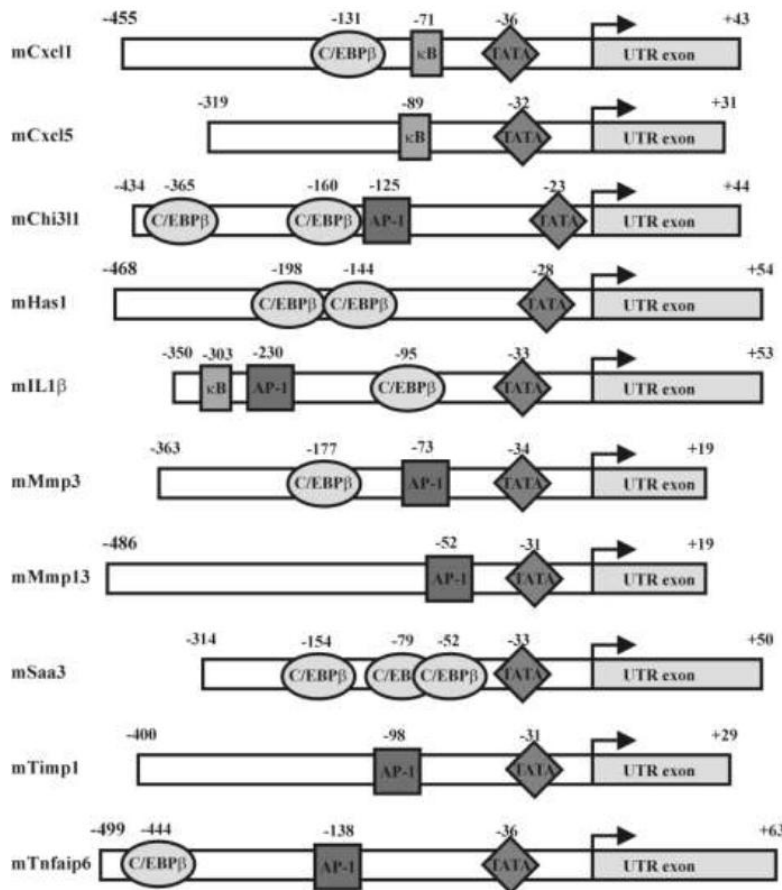 -455 -131 -71 -36 +43
mCxcl1 C/EBPβ κB TATA UTR exon
-319 -89 -32 +31
mCxcl5 κB TATA UTR exon
-434 -365 -160 -125 -23 +44
mChi3l1 C/EBPβ C/EBPβ AP-1 TATA UTR exon
-468 -198 -144 -28 +54
mHas1 C/EBPβ C/EBPβ TATA UTR exon
-350 -303 -230 -95 -33 +53
mIL1β κB AP-1 C/EBPβ TATA UTR exon
-363 -177 -73 -34 +19
mMmp3 C/EBPβ AP-1 TATA UTR exon
-486 -52 -31 +19
mMmp13 AP-1 TATA UTR exon
-314 -154 -79 -52 -33 +50
mSaa3 C/EBPβ C/EB C/EBPβ TATA UTR exon
-400 -98 -31 +29
mTimp1 AP-1 TATA UTR exon
-499 -444 -138 -36 +63
mTnfaip6 C/EBPβ AP-1 TATA UTR exon